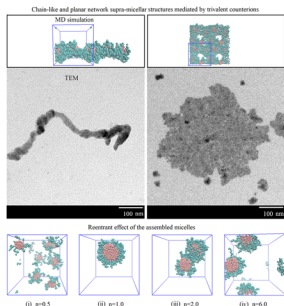 Chain-like and planar network supra-micellar structures mediated by trivalent counterions
MD simulation
TEM
100 nm
100 nm
Reentrant effect of the assembled micelles
(i) n=0.5 (ii) n=1.0 (iii) n=2.0 (iv) n=6.0